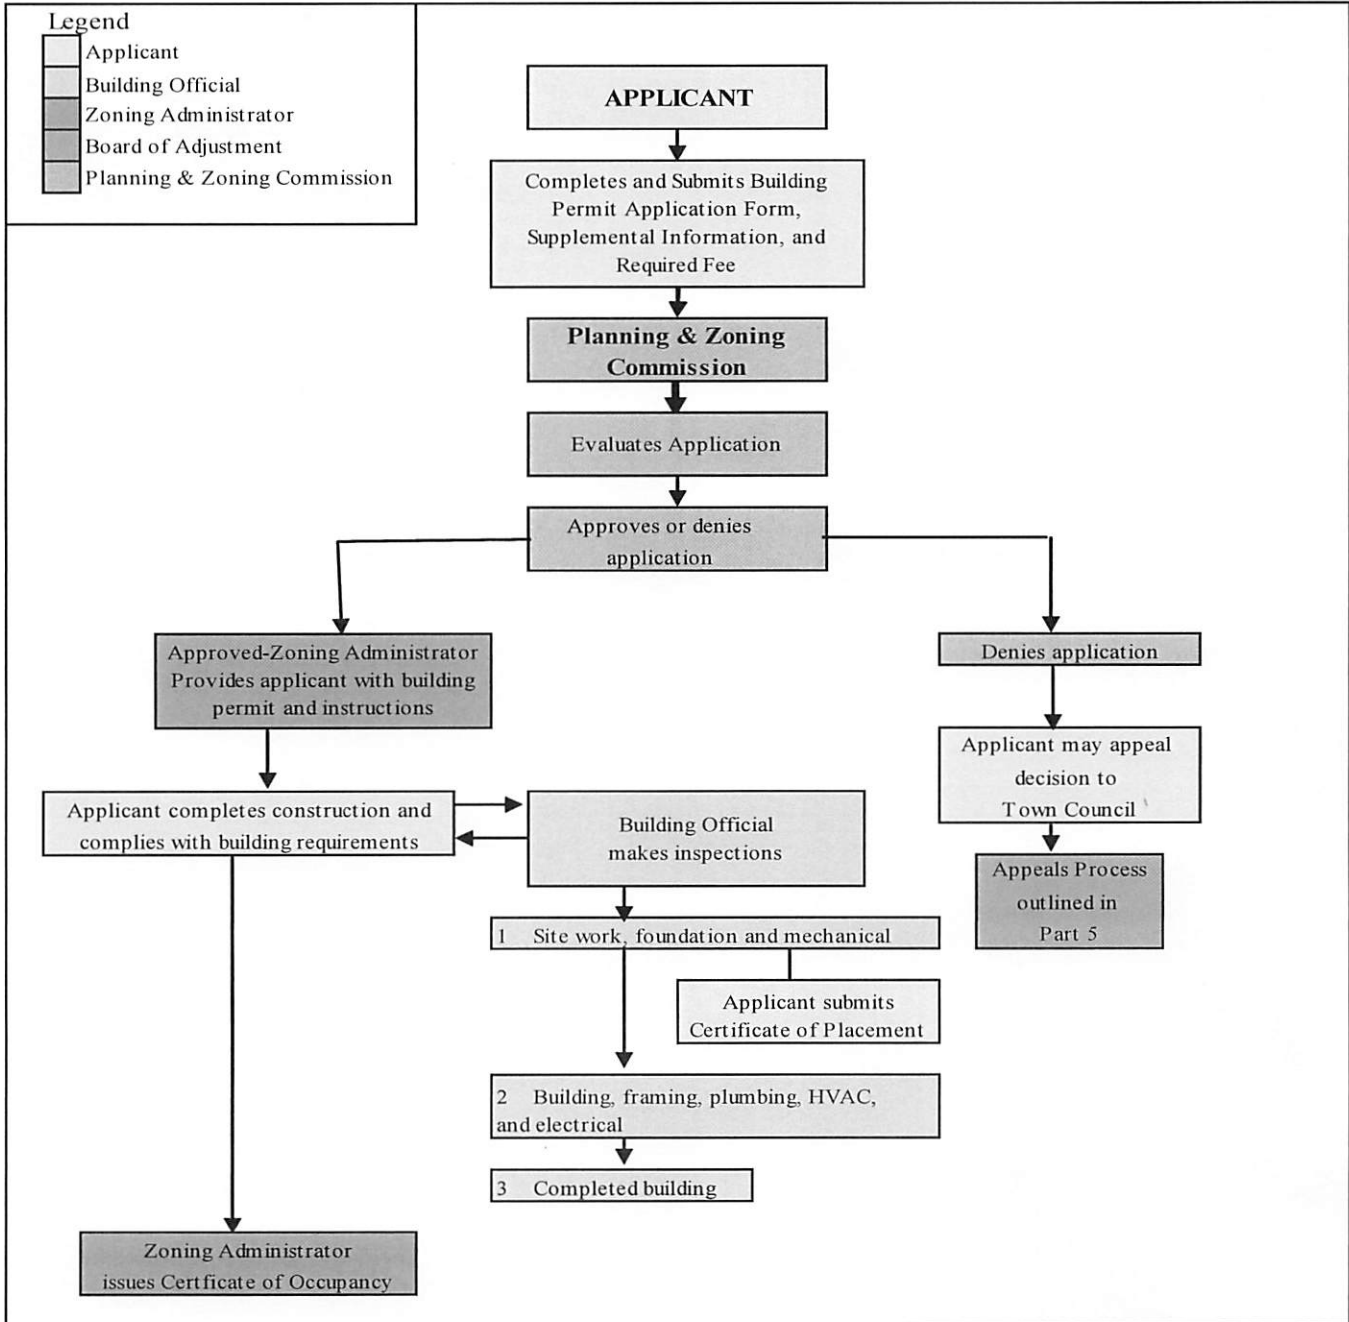 Legend
Applicant
Building Official
Zoning Administrator
Board of Adjustment
Planning & Zoning Commission
APPLICANT
Completes and Submits Building
Permit Application Form,
Supplemental Information, and
Required Fee
Planning & Zoning
Commission
Evaluates Application
Approves or denies
application
Approved-Zoning Administrator
Provides applicant with building
permit and instructions
Denies application
Applicant may appeal
decision to
Town Council
Applicant completes construction and
complies with building requirements
Building Official
makes inspections
Appeals Process
outlined in
Part 5
1 Site work, foundation and mechanical
Applicant submits
Certificate of Placement
2 Building, framing, plumbing, HVAC,
and electrical
3 Completed building
Zoning Administrator
issues Certficate of Occupancy